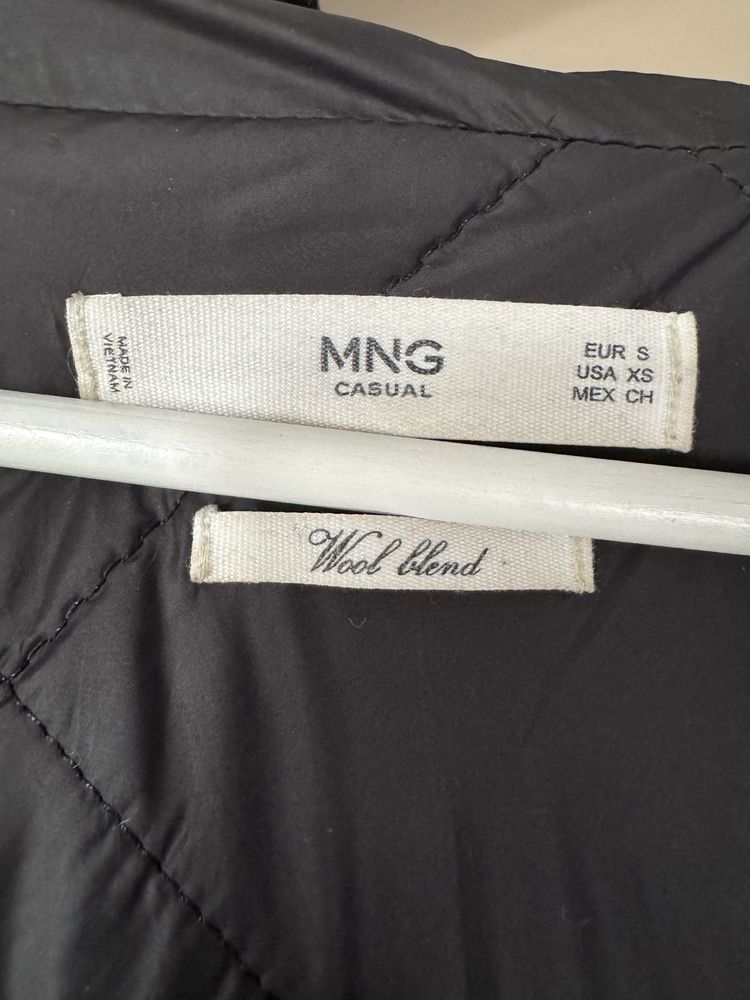 MADE IN
VIETNAM
MNG
CASUAL
EUR S
USA XS
MEX CH
Wool blend